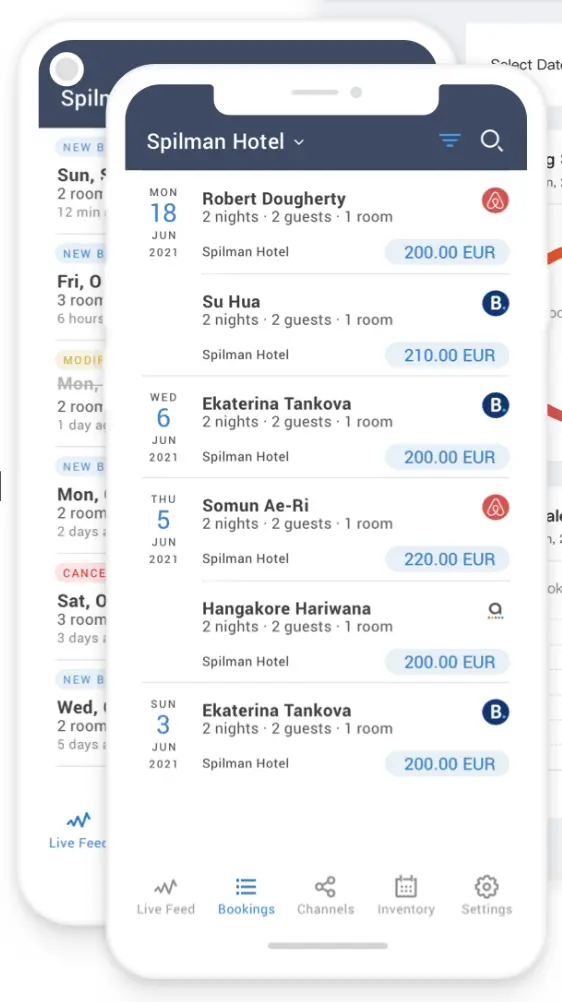 Select Date
Spiln
NEW B
Sun, S
2 room
12 min
NEW B
Fri, O
3 room
6 hours
MODIF
Mon,
2 room
1 day a
NEW B
Mon,
2 room
2 days
CANCE
Sat, O
3 room
3 days
NEW B
Wed,
2 room
5 days
Live Feed
Spilman Hotel
MON
18
JUN
2021
Robert Dougherty
2 nights · 2 guests · 1 room
Spilman Hotel
200.00 EUR
Su Hua
B.
2 nights · 2 guests · 1 room
Spilman Hotel
210.00 EUR
WED
6
JUN
2021
Ekaterina Tankova
B.
2 nights · 2 guests · 1 room
Spilman Hotel
200.00 EUR
THU
5
JUN
2021
Somun Ae-Ri
2 nights · 2 guests · 1 room
Spilman Hotel
220.00 EUR
Hangakore Hariwana
a
2 nights · 2 guests · 1 room
Spilman Hotel
200.00 EUR
SUN
3
JUN
2021
Ekaterina Tankova
B.
2 nights · 2 guests · 1 room
Spilman Hotel
200.00 EUR
Live Feed
Bookings
Channels
Inventory
Settings